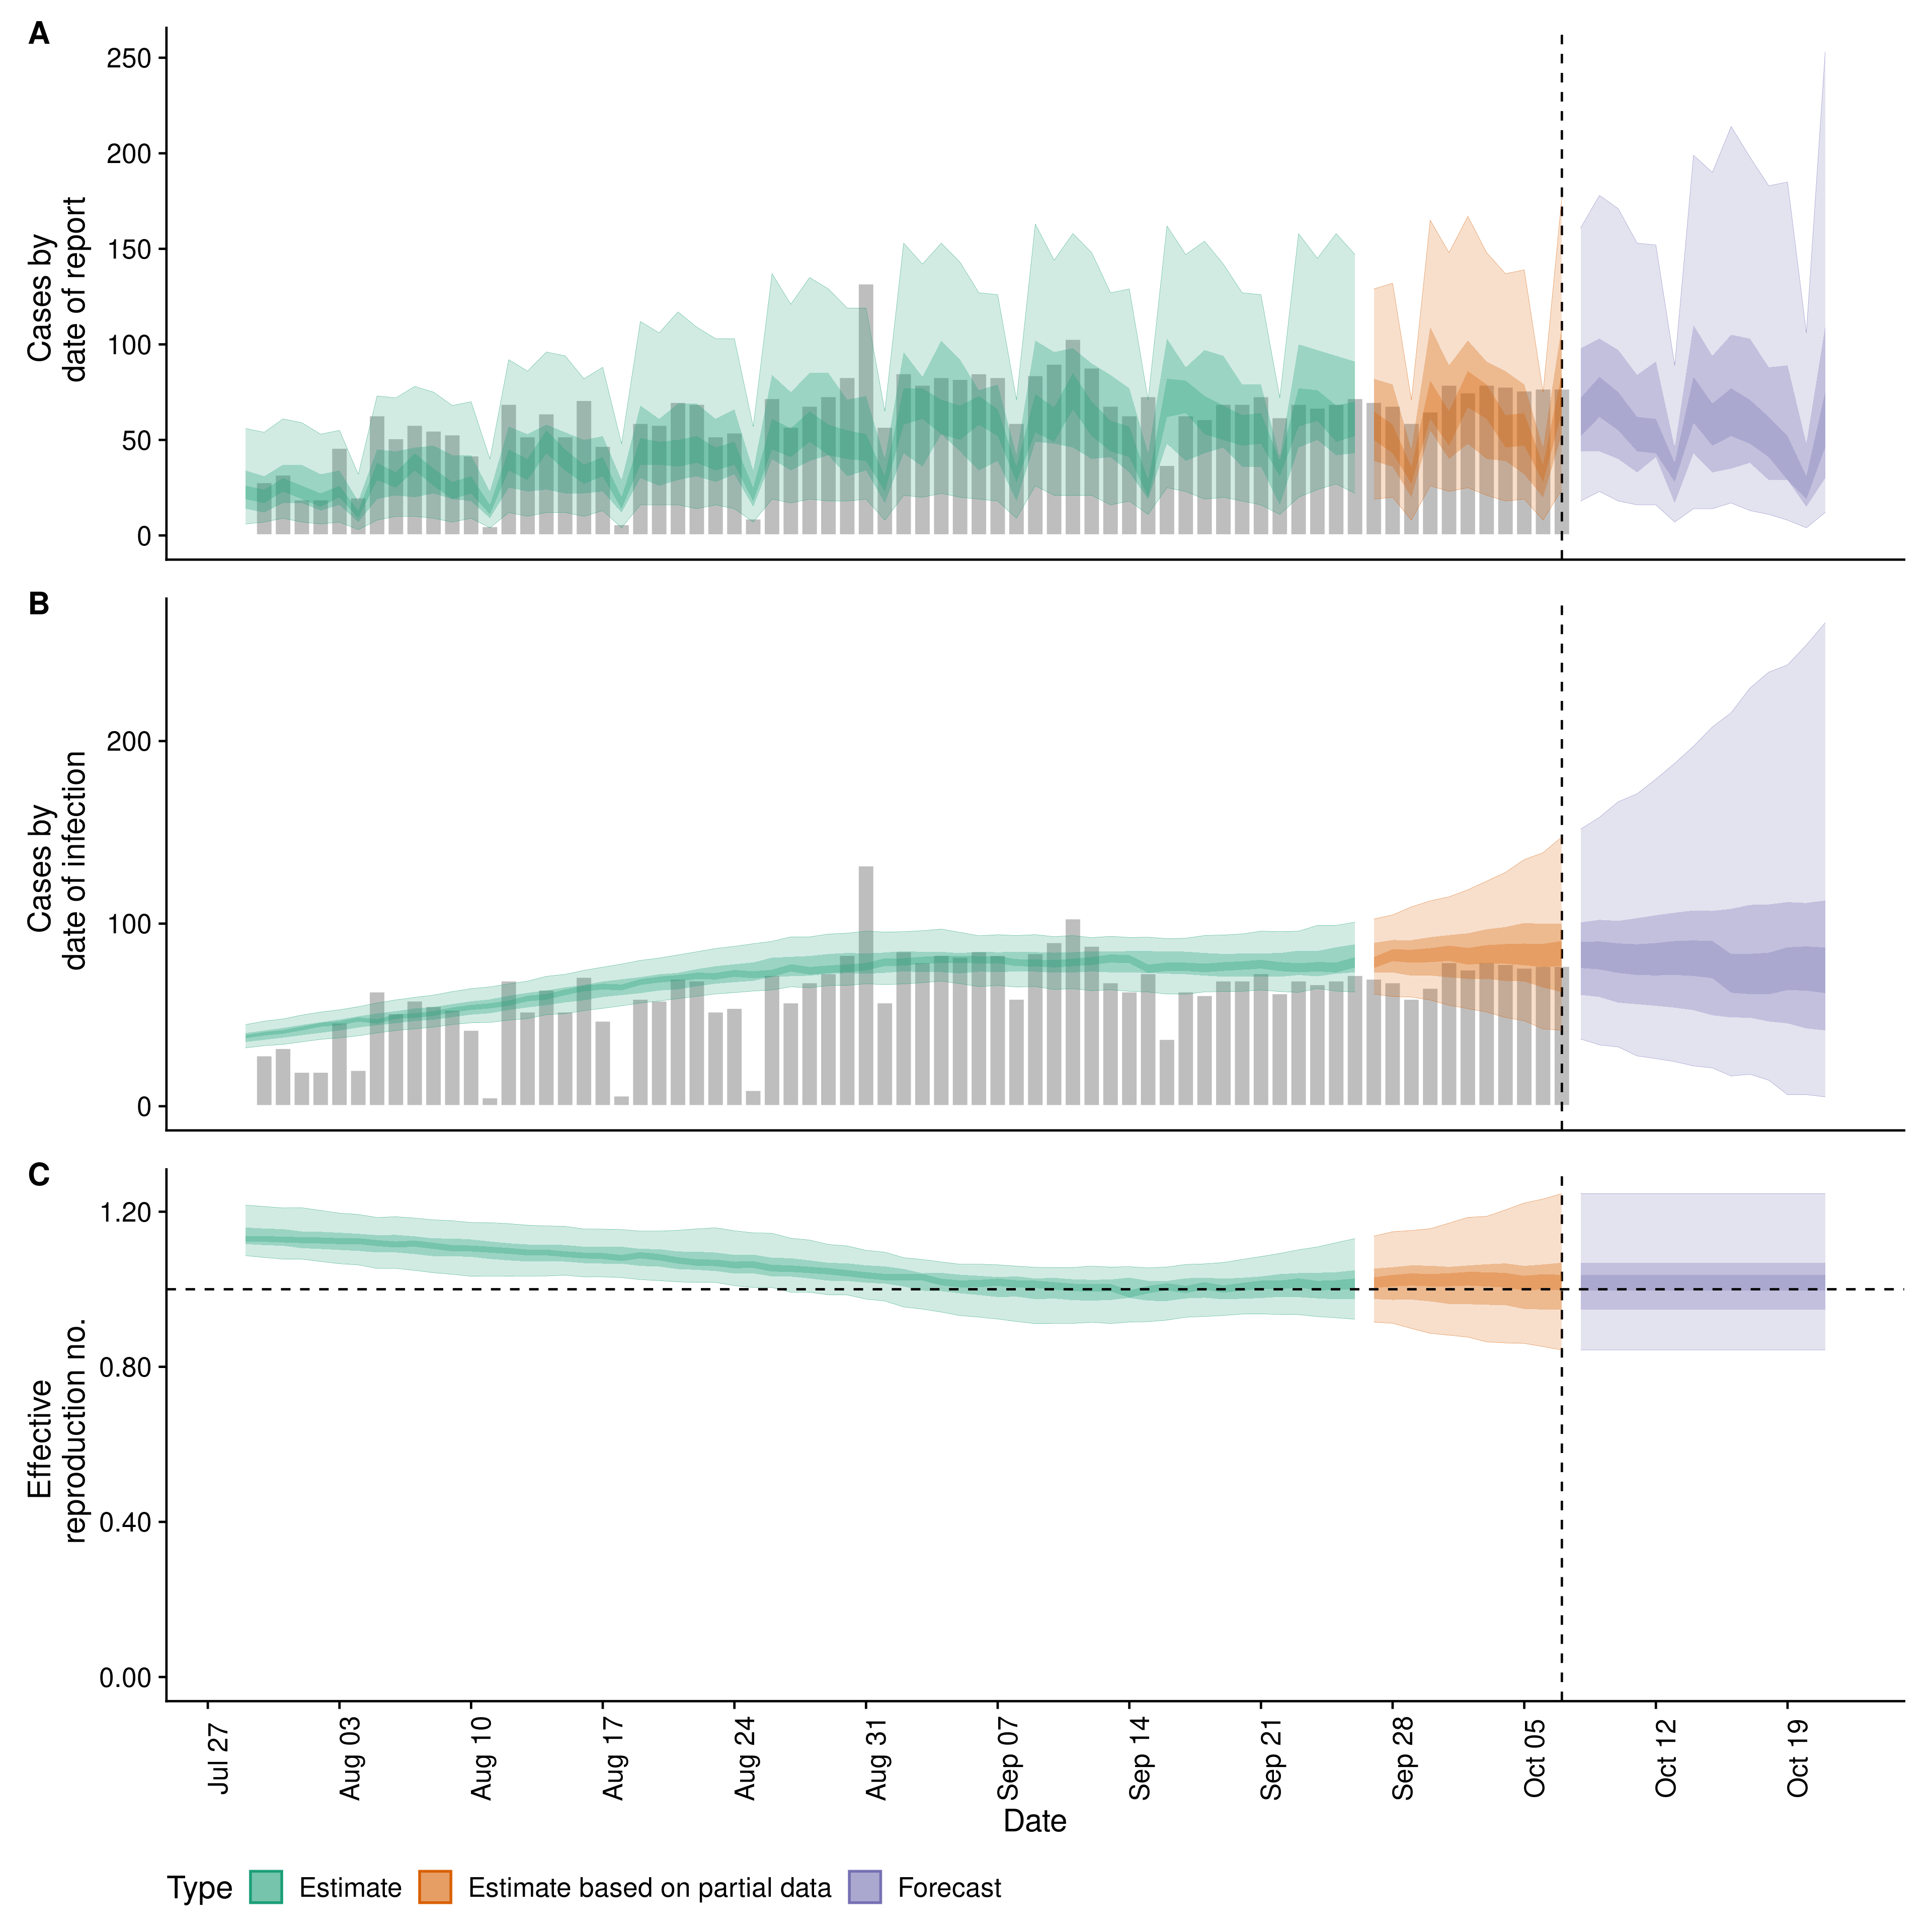 A
250
200
150
100
50
0
Cases by
date of report
B
200
100
0
Cases by
date of infection
C
1.20
0.80
0.40
0.00
Effective
reproduction no.
Jul 27
Aug 03
Aug 10
Aug 17
Aug 24
Aug 31
Sep 07
Sep 14
Sep 21
Sep 28
Oct 05
Oct 12
Oct 19
Date
Type Estimate Estimate based on partial data Forecast